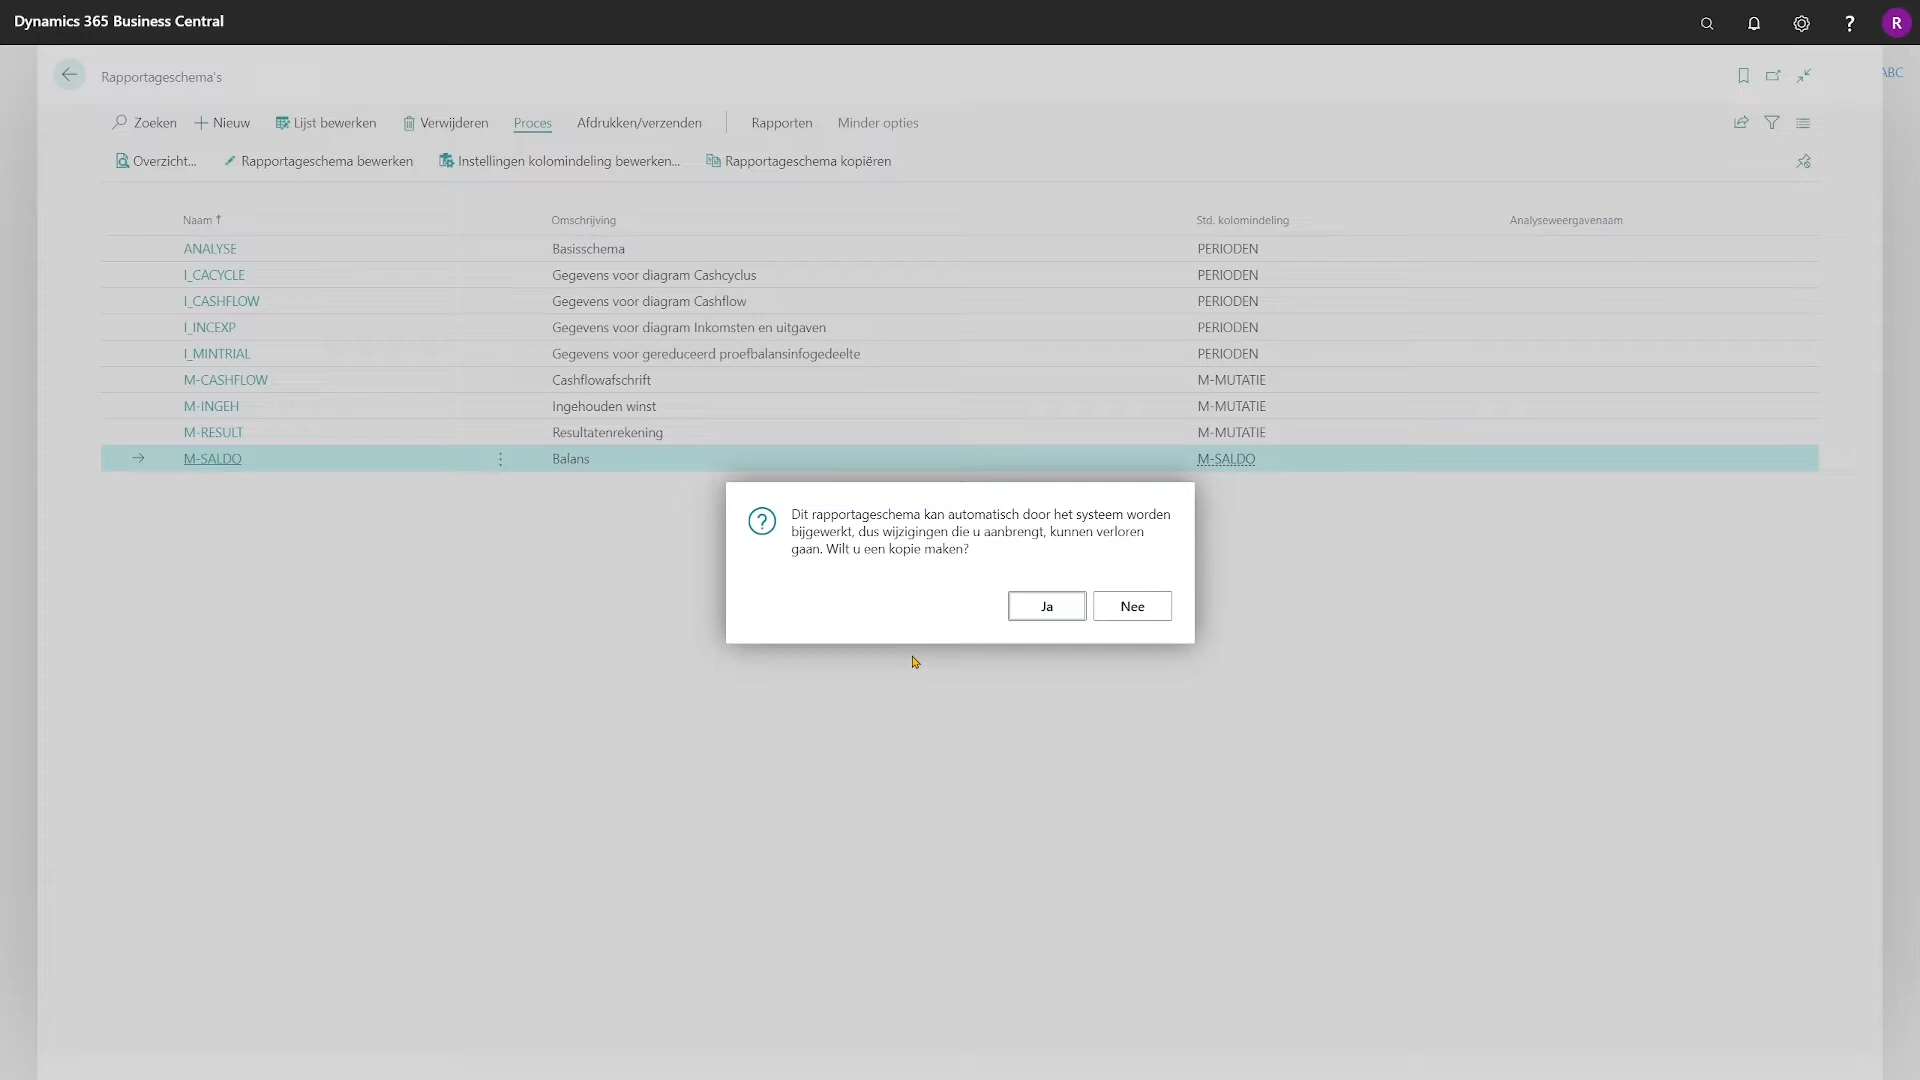 Dynamics 365 Business Central
R
Rapportageschema's
ABC
Zoeken Nieuw Lijst bewerken Verwijderen Proces Afdrukken/verzenden Rapporten Minder opties
Overzicht... Rapportageschema bewerken Instellingen kolomindeling bewerken... Rapportageschema kopiëren
Naam ↑ Omschrijving Std. kolomindeling Analyseweergavenaam
ANALYSE Basisschema PERIODEN
I_CACYCLE Gegevens voor diagram Cashcyclus PERIODEN
I_CASHFLOW Gegevens voor diagram Cashflow PERIODEN
I_INCEXP Gegevens voor diagram Inkomsten en uitgaven PERIODEN
I_MINTRIAL Gegevens voor gereduceerd proefbalansinfogedeelte PERIODEN
M-CASHFLOW Cashflowafschrift M-MUTATIE
M-INGEH Ingehouden winst M-MUTATIE
M-RESULT Resultatenrekening M-MUTATIE
M-SALDO Balans M-SALDO
Dit rapportageschema kan automatisch door het systeem worden
bijgewerkt, dus wijzigingen die u aanbrengt, kunnen verloren
gaan. Wilt u een kopie maken?
Ja Nee